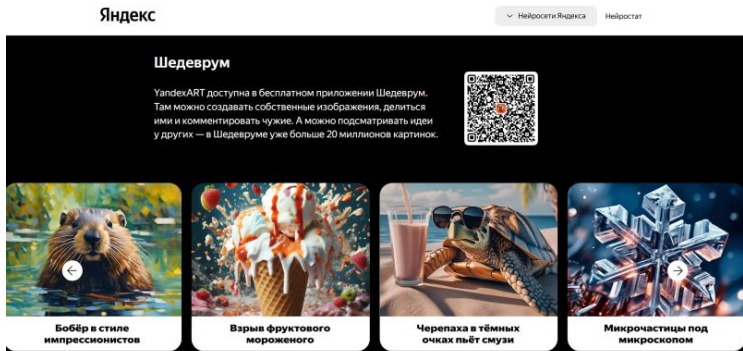 Яндекс
Нейросети Яндекса
Нейростат
Шедеврум
YandexART доступна в бесплатном приложении Шедеврум.
Там можно создавать собственные изображения, делиться
ими и комментировать чужие. А можно подсматривать идеи
у других — в Шедевруме уже больше 20 миллионов картинок.
Бобёр в стиле
импрессионистов
Взрыв фруктового
мороженого
Черепаха в тёмных
очках пьёт смузи
Микрочастицы под
микроскопом